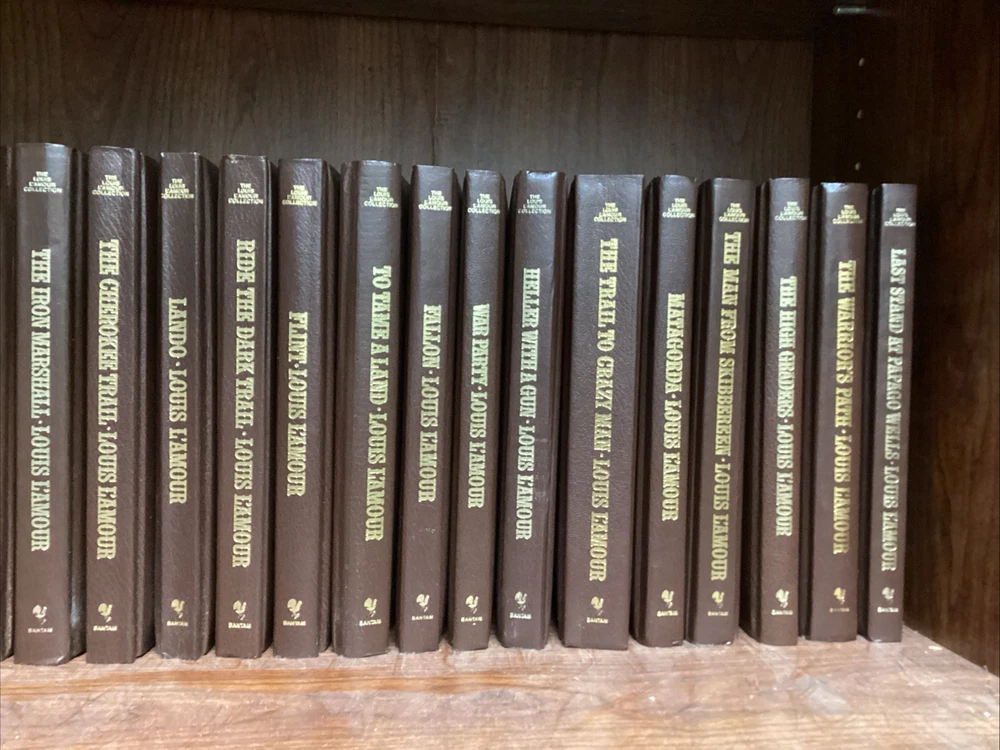 THE
LOUIS
L'AMOUR
COLLECTION
THE IRON MARSHALL · LOUIS L'AMOUR
BANTAM
THE
LOUIS
L'AMOUR
COLLECTION
THE CHEROKEE TRAIL · LOUIS L'AMOUR
BANTAM
THE
LOUIS
L'AMOUR
COLLECTION
LANDO · LOUIS L'AMOUR
BANTAM
THE
LOUIS
L'AMOUR
COLLECTION
RIDE THE DARK TRAIL · LOUIS L'AMOUR
BANTAM
THE
LOUIS
L'AMOUR
COLLECTION
FLINT · LOUIS L'AMOUR
BANTAM
THE
LOUIS
L'AMOUR
COLLECTION
TO TAME A LAND · LOUIS L'AMOUR
BANTAM
THE
LOUIS
L'AMOUR
COLLECTION
FALLON · LOUIS L'AMOUR
BANTAM
THE
LOUIS
L'AMOUR
COLLECTION
WAR PARTY · LOUIS L'AMOUR
BANTAM
THE
LOUIS
L'AMOUR
COLLECTION
HELLER WITH A GUN · LOUIS L'AMOUR
BANTAM
THE
LOUIS
L'AMOUR
COLLECTION
THE TRAIL TO CRAZY MAN · LOUIS L'AMOUR
BANTAM
THE
LOUIS
L'AMOUR
COLLECTION
MATAGORDA · LOUIS L'AMOUR
BANTAM
THE
LOUIS
L'AMOUR
COLLECTION
THE MAN FROM SKIBBEREEN · LOUIS L'AMOUR
BANTAM
THE
LOUIS
L'AMOUR
COLLECTION
THE HIGH GRADERS · LOUIS L'AMOUR
BANTAM
THE
LOUIS
L'AMOUR
COLLECTION
THE WARRIOR'S PATH · LOUIS L'AMOUR
BANTAM
THE
LOUIS
L'AMOUR
COLLECTION
LAST STAND AT PAPAGO WELLS · LOUIS L'AMOUR
BANTAM